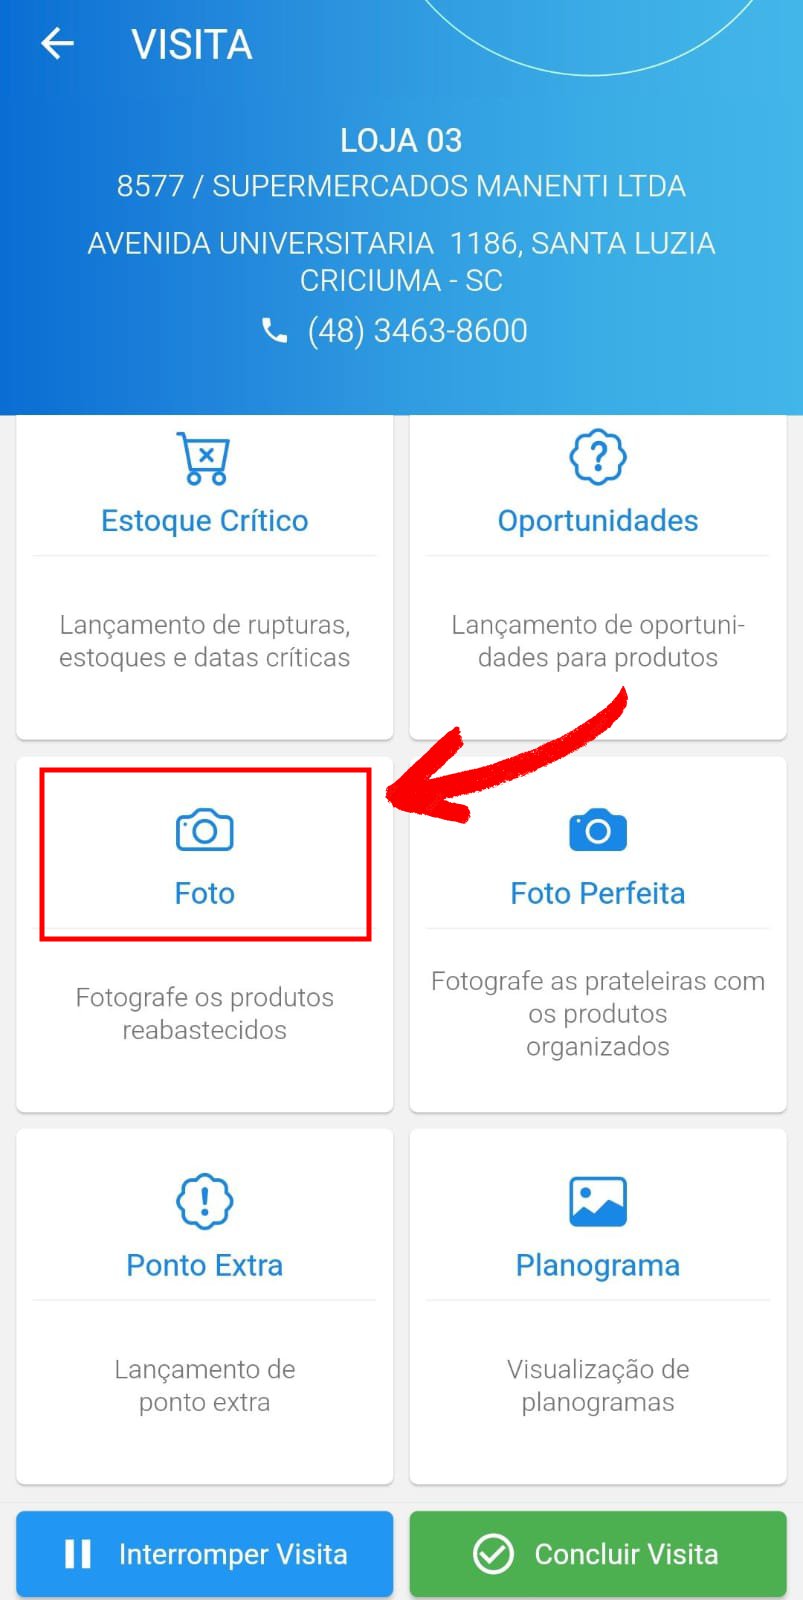 VISITA
LOJA 03
8577 / SUPERMERCADOS MANENTI LTDA
AVENIDA UNIVERSITARIA  1186, SANTA LUZIA
CRICIUMA - SC
(48) 3463-8600
Estoque Crítico
Lançamento de rupturas,
estoques e datas críticas
Oportunidades
Lançamento de oportuni-
dades para produtos
Foto
Fotografe os produtos
reabastecidos
Foto Perfeita
Fotografe as prateleiras com
os produtos
organizados
Ponto Extra
Lançamento de
ponto extra
Planograma
Visualização de
planogramas
Interromper Visita
Concluir Visita